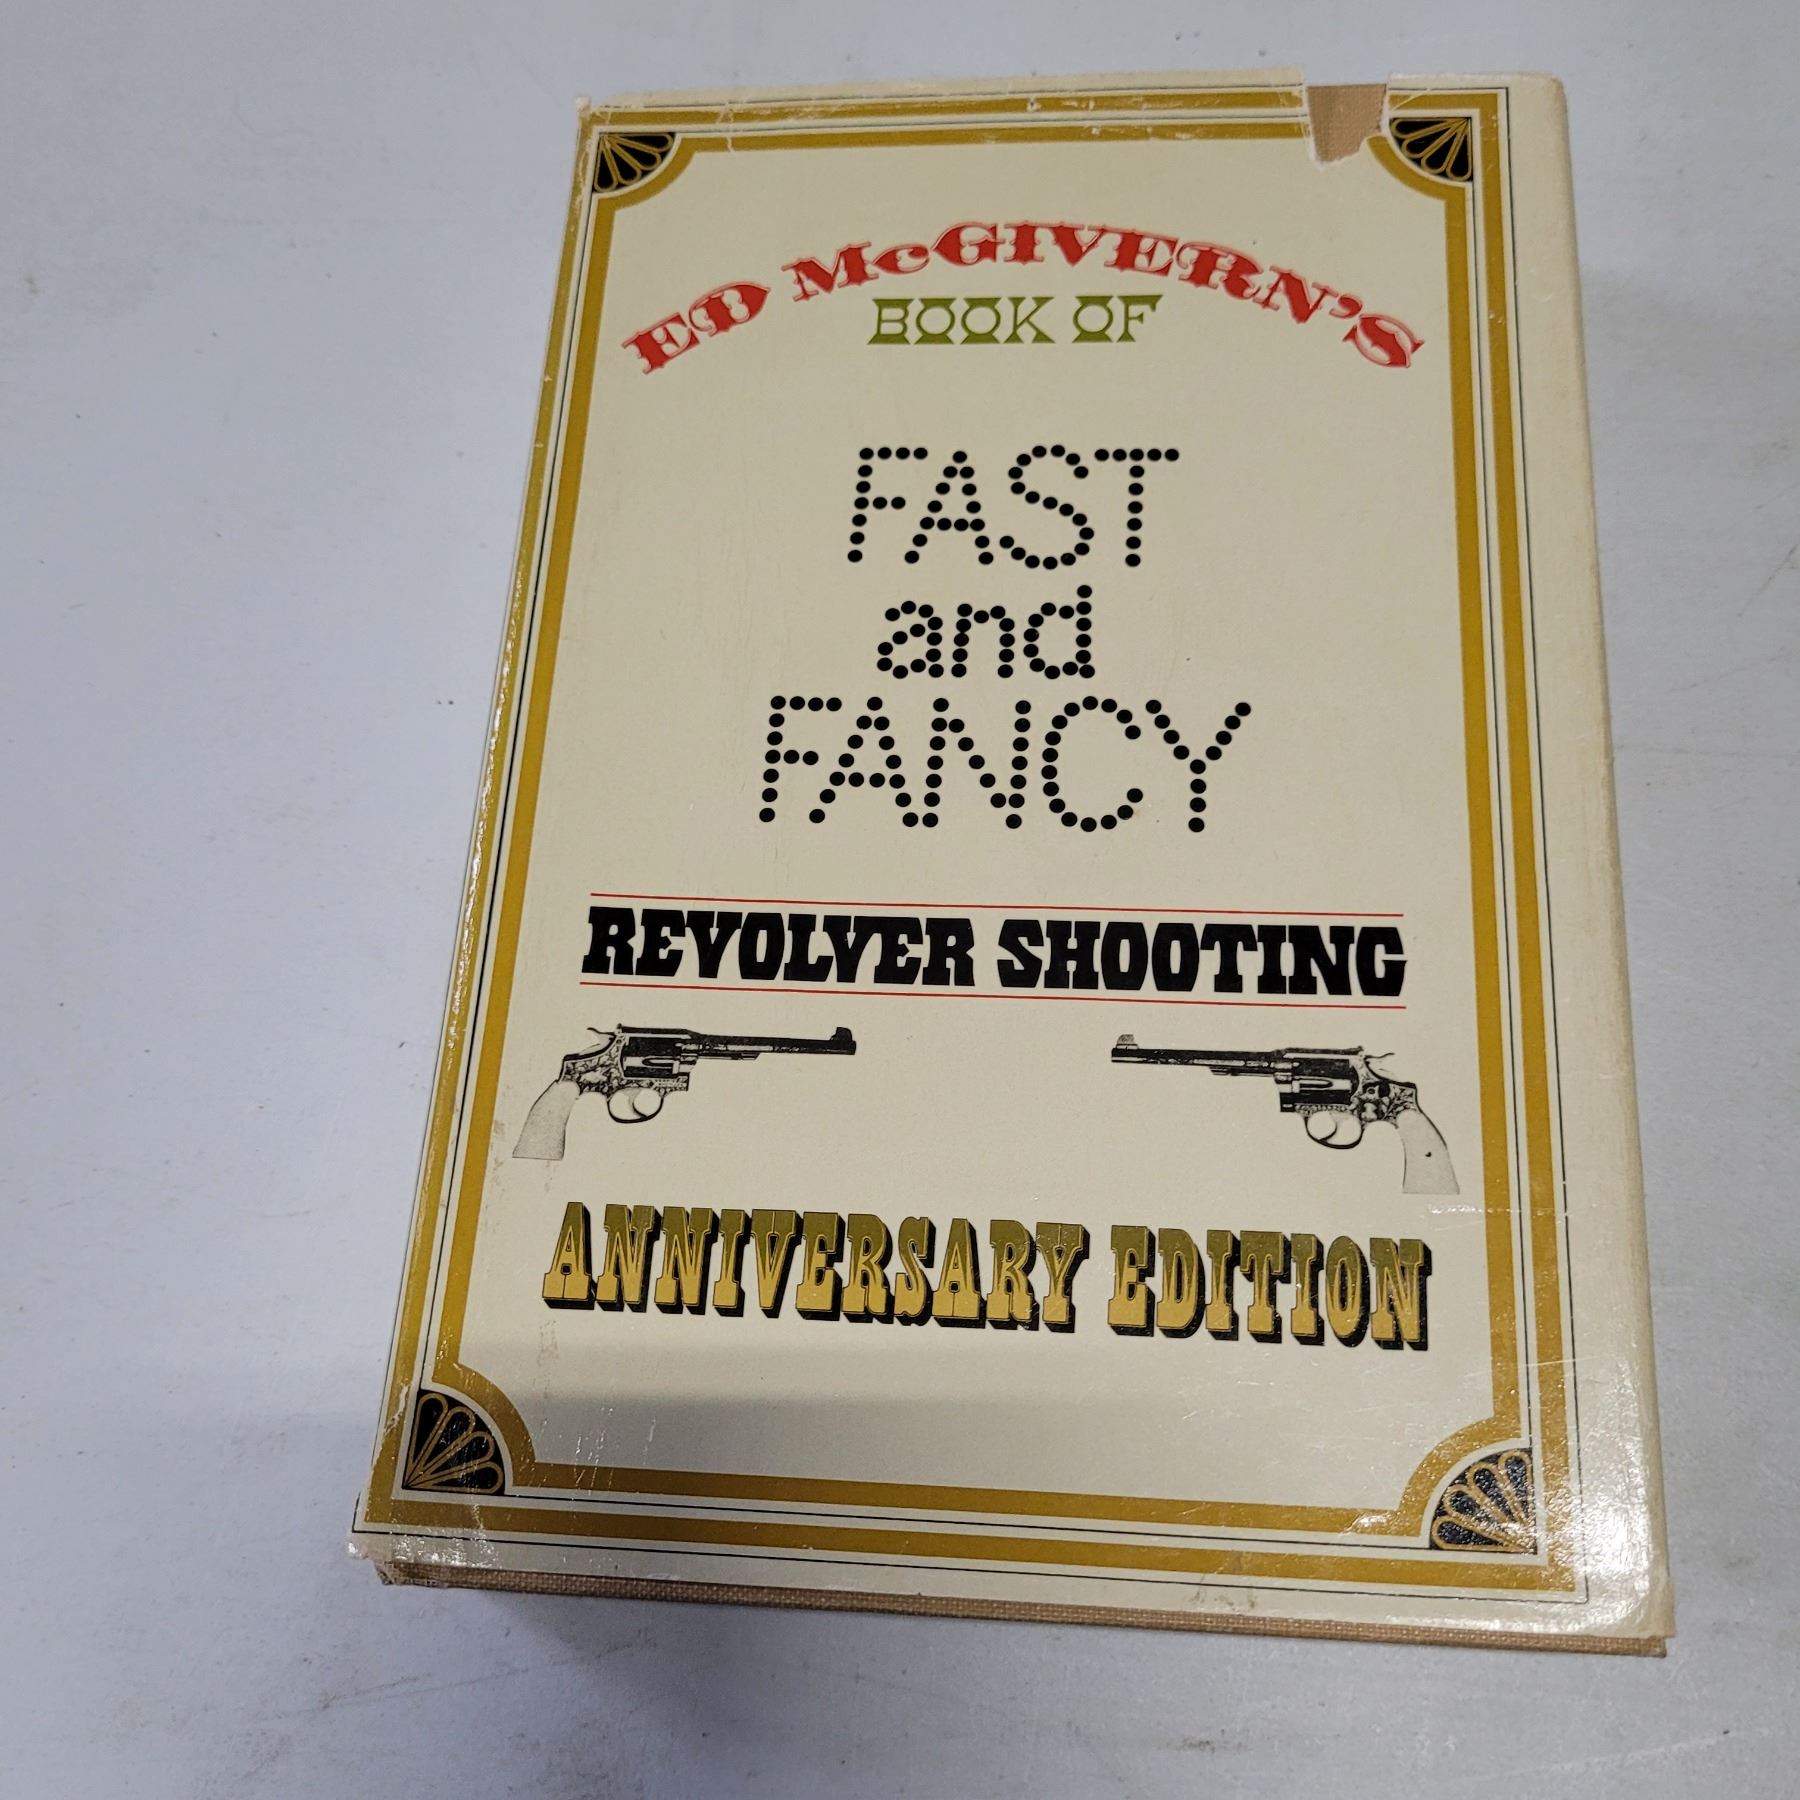 ED McGIVERN'S
BOOK OF
FAST
and
FANCY
REVOLVER SHOOTING
ANNIVERSARY EDITION